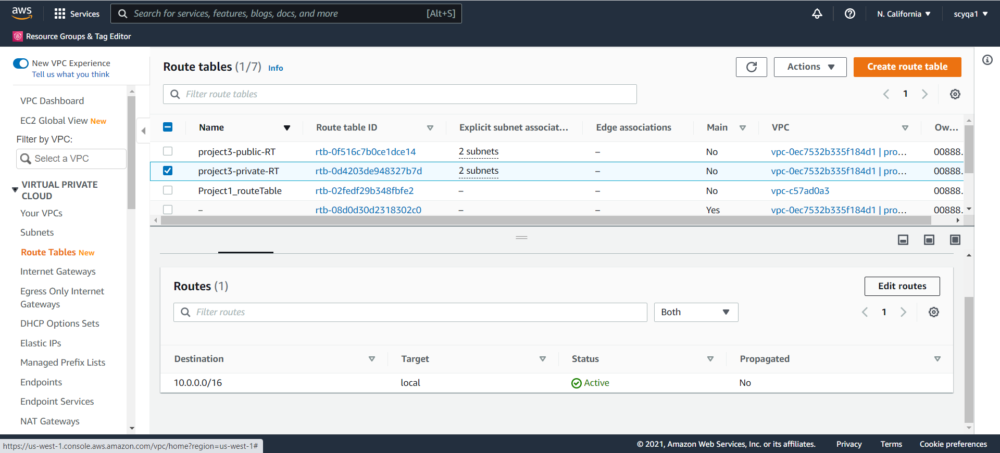 aws
Services
Search for services, features, blogs, docs, and more
[Alt+S]
N. California
scyqa1
Resource Groups & Tag Editor
New VPC Experience
Tell us what you think
VPC Dashboard
EC2 Global View New
Filter by VPC:
Select a VPC
VIRTUAL PRIVATE
CLOUD
Your VPCs
Subnets
Route Tables New
Internet Gateways
Egress Only Internet
Gateways
DHCP Options Sets
Elastic IPs
Managed Prefix Lists
Endpoints
Endpoint Services
NAT Gateways
Route tables (1/7) Info
Actions
Create route table
Filter route tables
1
Name Route table ID Explicit subnet associat... Edge associations Main VPC Ow...
project3-public-RT rtb-0f516c7b0ce1dce14 2 subnets – No vpc-0ec7532b335f184d1 | pro... 00888.
project3-private-RT rtb-0d4203de948327b7d 2 subnets – No vpc-0ec7532b335f184d1 | pro... 00888.
Project1_routeTable rtb-02fedf29b348fbfe2 – – No vpc-c57ad0a3 00888.
– rtb-08d0d30d2318302c0 – – Yes vpc-0ec7532b335f184d1 | pro... 00888.
Routes (1)
Edit routes
Filter routes
Both
1
Destination Target Status Propagated
10.0.0.0/16 local Active No
https://us-west-1.console.aws.amazon.com/vpc/home?region=us-west-1#
© 2021, Amazon Web Services, Inc. or its affiliates. Privacy Terms Cookie preferences